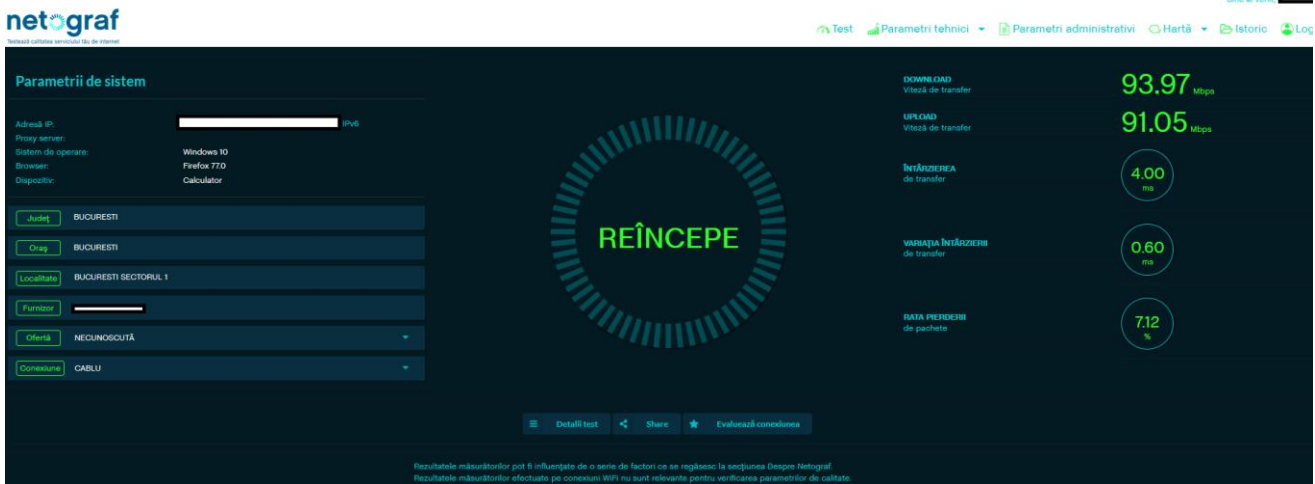 netograf
Testează calitatea serviciului tău de internet
Test
Parametri tehnici
Parametri administrativi
Hartă
Istoric
Log
Parametrii de sistem
Adresă IP: IPv6
Proxy server:
Sistem de operare: Windows 10
Browser: Firefox 77.0
Dispozitiv: Calculator
Județ BUCURESTI
Oraș BUCURESTI
Localitate BUCURESTI SECTORUL 1
Furnizor
Ofertă NECUNOSCUTĂ
Conexiune CABLU
REÎNCEPE
DOWNLOAD
Viteză de transfer
93.97 Mbps
UPLOAD
Viteză de transfer
91.05 Mbps
ÎNTÂRZIEREA
de transfer
4.00
ms
VARIAȚIA ÎNTÂRZIERII
de transfer
0.60
ms
RATA PIERDERII
de pachete
7.12
%
Detalii test
Share
Evaluează conexiunea
Rezultatele măsurătorilor pot fi influențate de o serie de factori ce se regăsesc la secțiunea Despre Netograf.
Rezultatele măsurătorilor efectuate pe conexiuni WiFi nu sunt relevante pentru verificarea parametrilor de calitate.